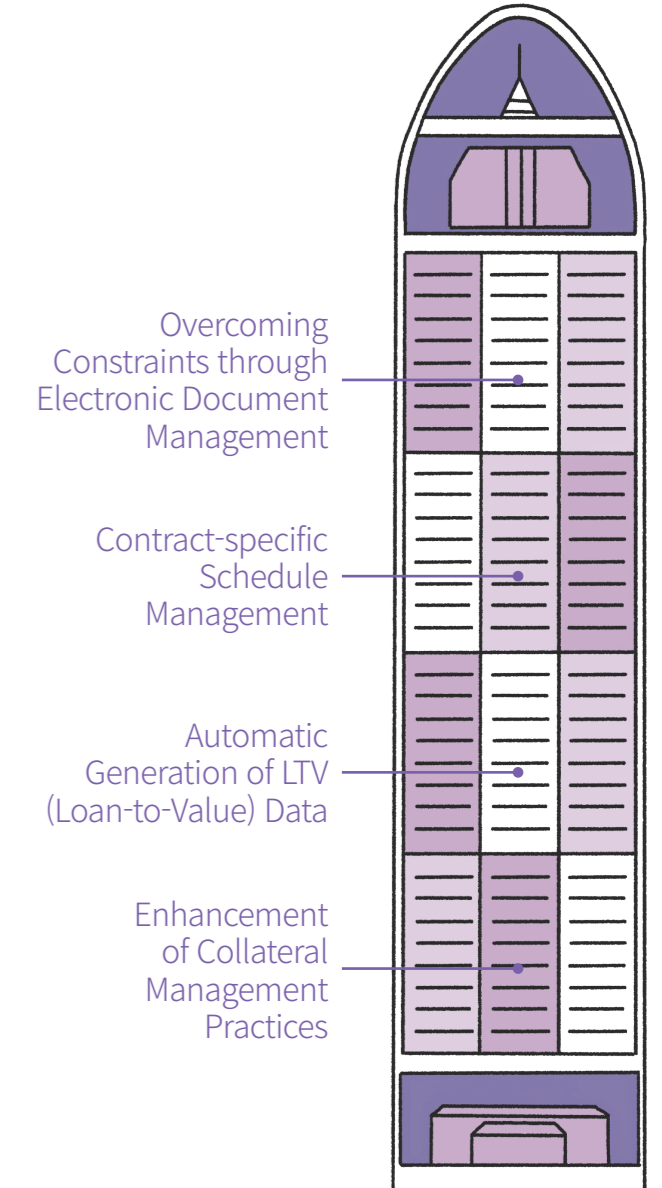 Overcoming
Constraints through
Electronic Document
Management
Contract-specific
Schedule
Management
Automatic
Generation of LTV
(Loan-to-Value) Data
Enhancement
of Collateral
Management
Practices